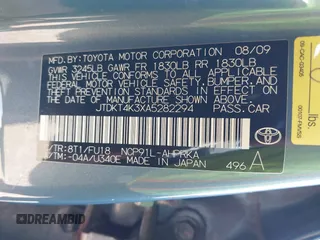 MFD. BY: TOYOTA MOTOR CORPORATION 08/09
GVWR 3245LB GAWR FR 1830LB RR 1830LB
THIS VEHICLE CONFORMS TO ALL APPLICABLE
FEDERAL MOTOR VEHICLE SAFETY, BUMPER, AND
THEFT PREVENTION STANDARDS IN EFFECT ON
THE DATE OF MANUFACTURE SHOWN ABOVE.
JTDKT4K3XA5282294 PASS.CAR
C/TR:8T1/FU18 NCP91L-AHPRKA
A/TM:-04A/U340E MADE IN JAPAN
TOYOTA
496 A
lbs.
DREAMBID